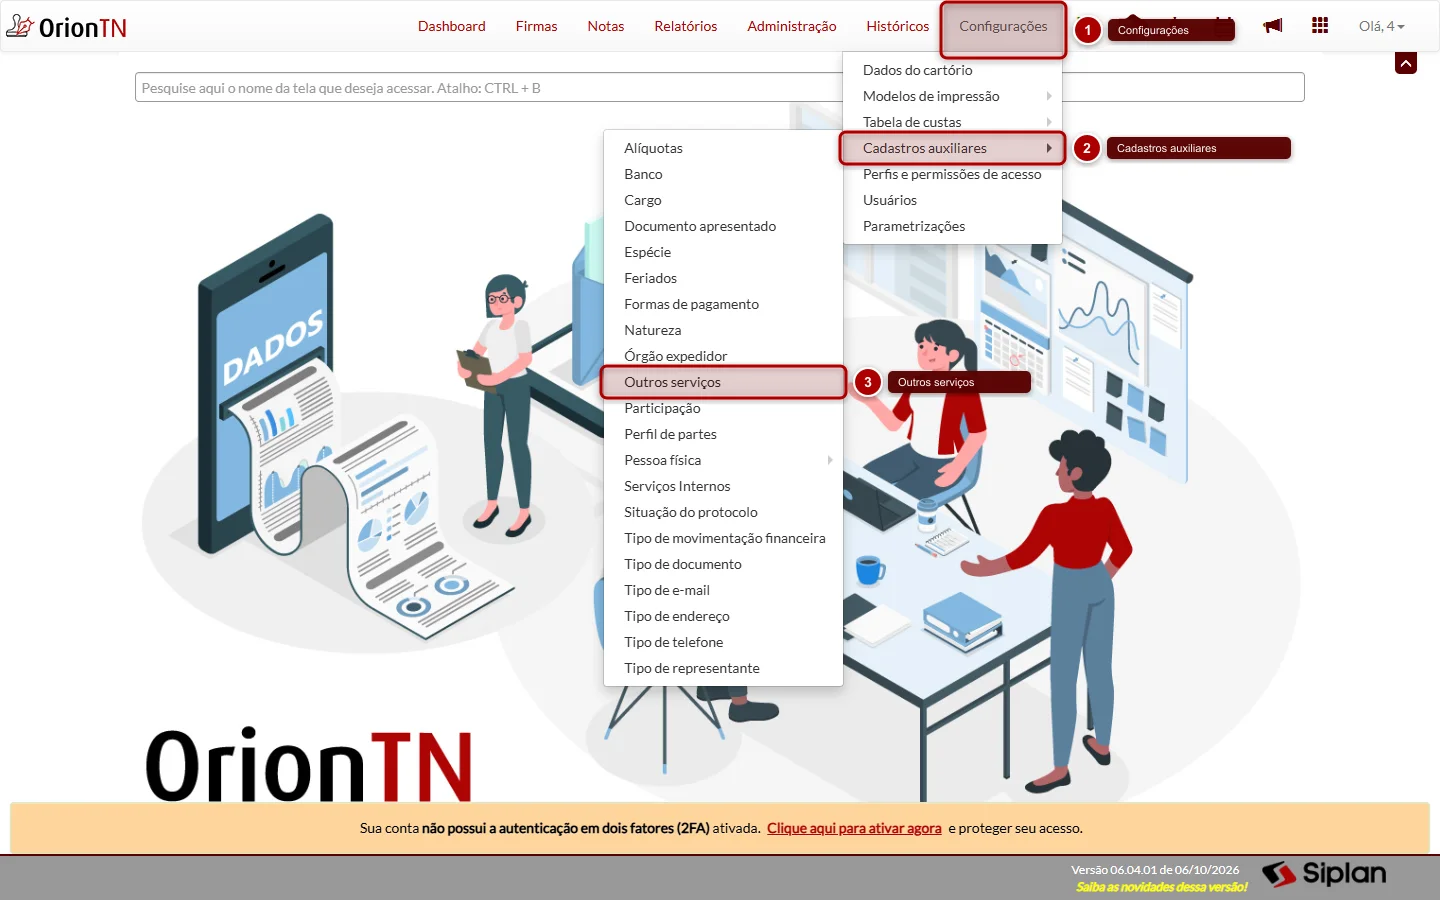 OrionTN
Dashboard
Firmas
Notas
Relatórios
Administração
Históricos
Configurações
1
Configurações
Olá, 4
Pesquise aqui o nome da tela que deseja acessar. Atalho: CTRL + B
Dados do cartório
Modelos de impressão
Tabela de custas
Cadastros auxiliares
2
Cadastros auxiliares
Perfis e permissões de acesso
Usuários
Parametrizações
Alíquotas
Banco
Cargo
Documento apresentado
Espécie
Feriados
Formas de pagamento
Natureza
Órgão expedidor
Outros serviços
3
Outros serviços
Participação
Perfil de partes
Pessoa física
Serviços Internos
Situação do protocolo
Tipo de movimentação financeira
Tipo de documento
Tipo de e-mail
Tipo de endereço
Tipo de telefone
Tipo de representante
DADOS
OrionTN
Sua conta não possui a autenticação em dois fatores (2FA) ativada. Clique aqui para ativar agora e proteger seu acesso.
Versão 06.04.01 de 06/10/2026
Saiba as novidades dessa versão!
Siplan